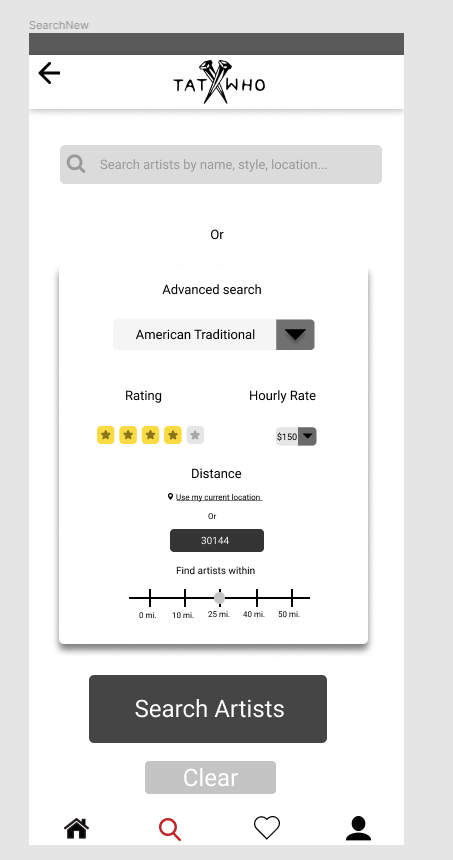 SearchNew
TAT WHO
Search artists by name, style, location...
Or
Advanced search
American Traditional
Rating Hourly Rate
$150
Distance
Use my current location
Or
30144
Find artists within
0 mi. 10 mi. 25 mi. 40 mi. 50 mi.
Search Artists
Clear